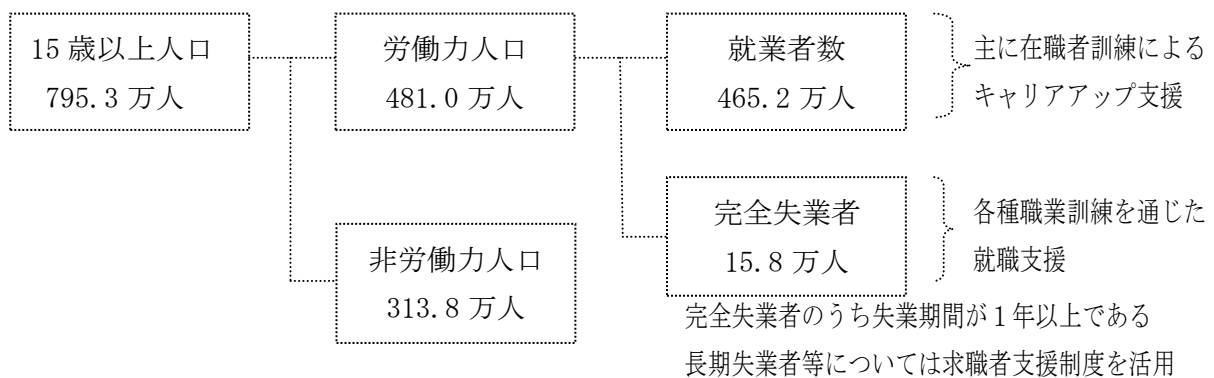 15歳以上人口
795.3万人
労働力人口
481.0万人
就業者数
465.2万人
主に在職者訓練による
キャリアアップ支援
非労働力人口
313.8万人
完全失業者
15.8万人
各種職業訓練を通じた
就職支援
完全失業者のうち失業期間が1年以上である
長期失業者等については求職者支援制度を活用